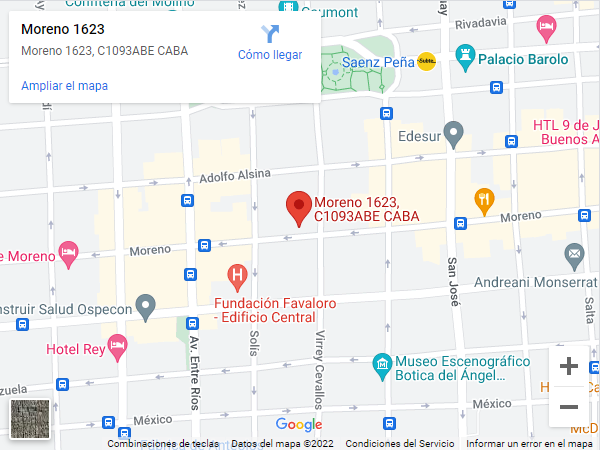 Confitería del Molino
Moreno 1623
Moreno 1623, C1093ABE CABA
Cómo llegar
Ampliar el mapa
Gaumont
Rivadavia
Saenz Peña
Subte
Palacio Barolo
Edesur
HTL 9 de J
Buenos A
Adolfo Alsina
Moreno 1623,
C1093ABE CABA
Moreno
Moreno
e Moreno
H
Fundación Favaloro
- Edificio Central
San José
Andreani Monserrat
nstruir Salud Ospecon
Salta
Hotel Rey
Av. Entre Ríos
Solís
Virrey Cevallos
Museo Escenográfico
Botica del Ángel...
+
zuela
México
México
Google
−
McD
Combinaciones de teclas
Datos del mapa ©2022
Condiciones del Servicio
Informar un error en el mapa